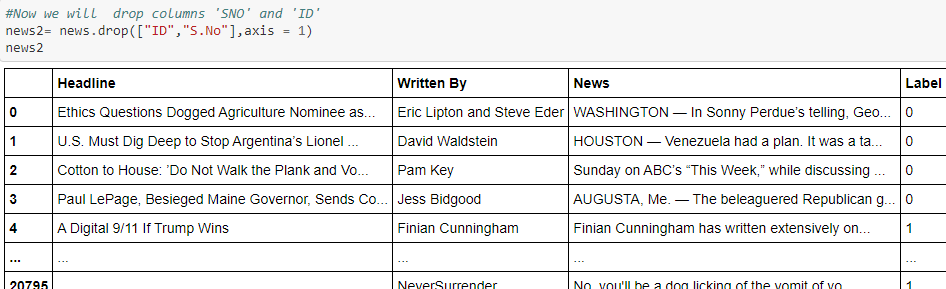 #Now we will  drop columns 'SNO' and 'ID'
news2= news.drop(["ID","S.No"],axis = 1)
news2
Headline Written By News Label
0 Ethics Questions Dogged Agriculture Nominee as... Eric Lipton and Steve Eder WASHINGTON — In Sonny Perdue’s telling, Geo... 0
1 U.S. Must Dig Deep to Stop Argentina’s Lionel ... David Waldstein HOUSTON — Venezuela had a plan. It was a ta... 0
2 Cotton to House: ’Do Not Walk the Plank and Vo... Pam Key Sunday on ABC’s “This Week,” while discussing ... 0
3 Paul LePage, Besieged Maine Governor, Sends Co... Jess Bidgood AUGUSTA, Me. — The beleaguered Republican g... 0
4 A Digital 9/11 If Trump Wins Finian Cunningham Finian Cunningham has written extensively on... 1
... ... ... ... ...
20795 NeverSurrender No, you'll be a dog licking of the vomit of yo... 1